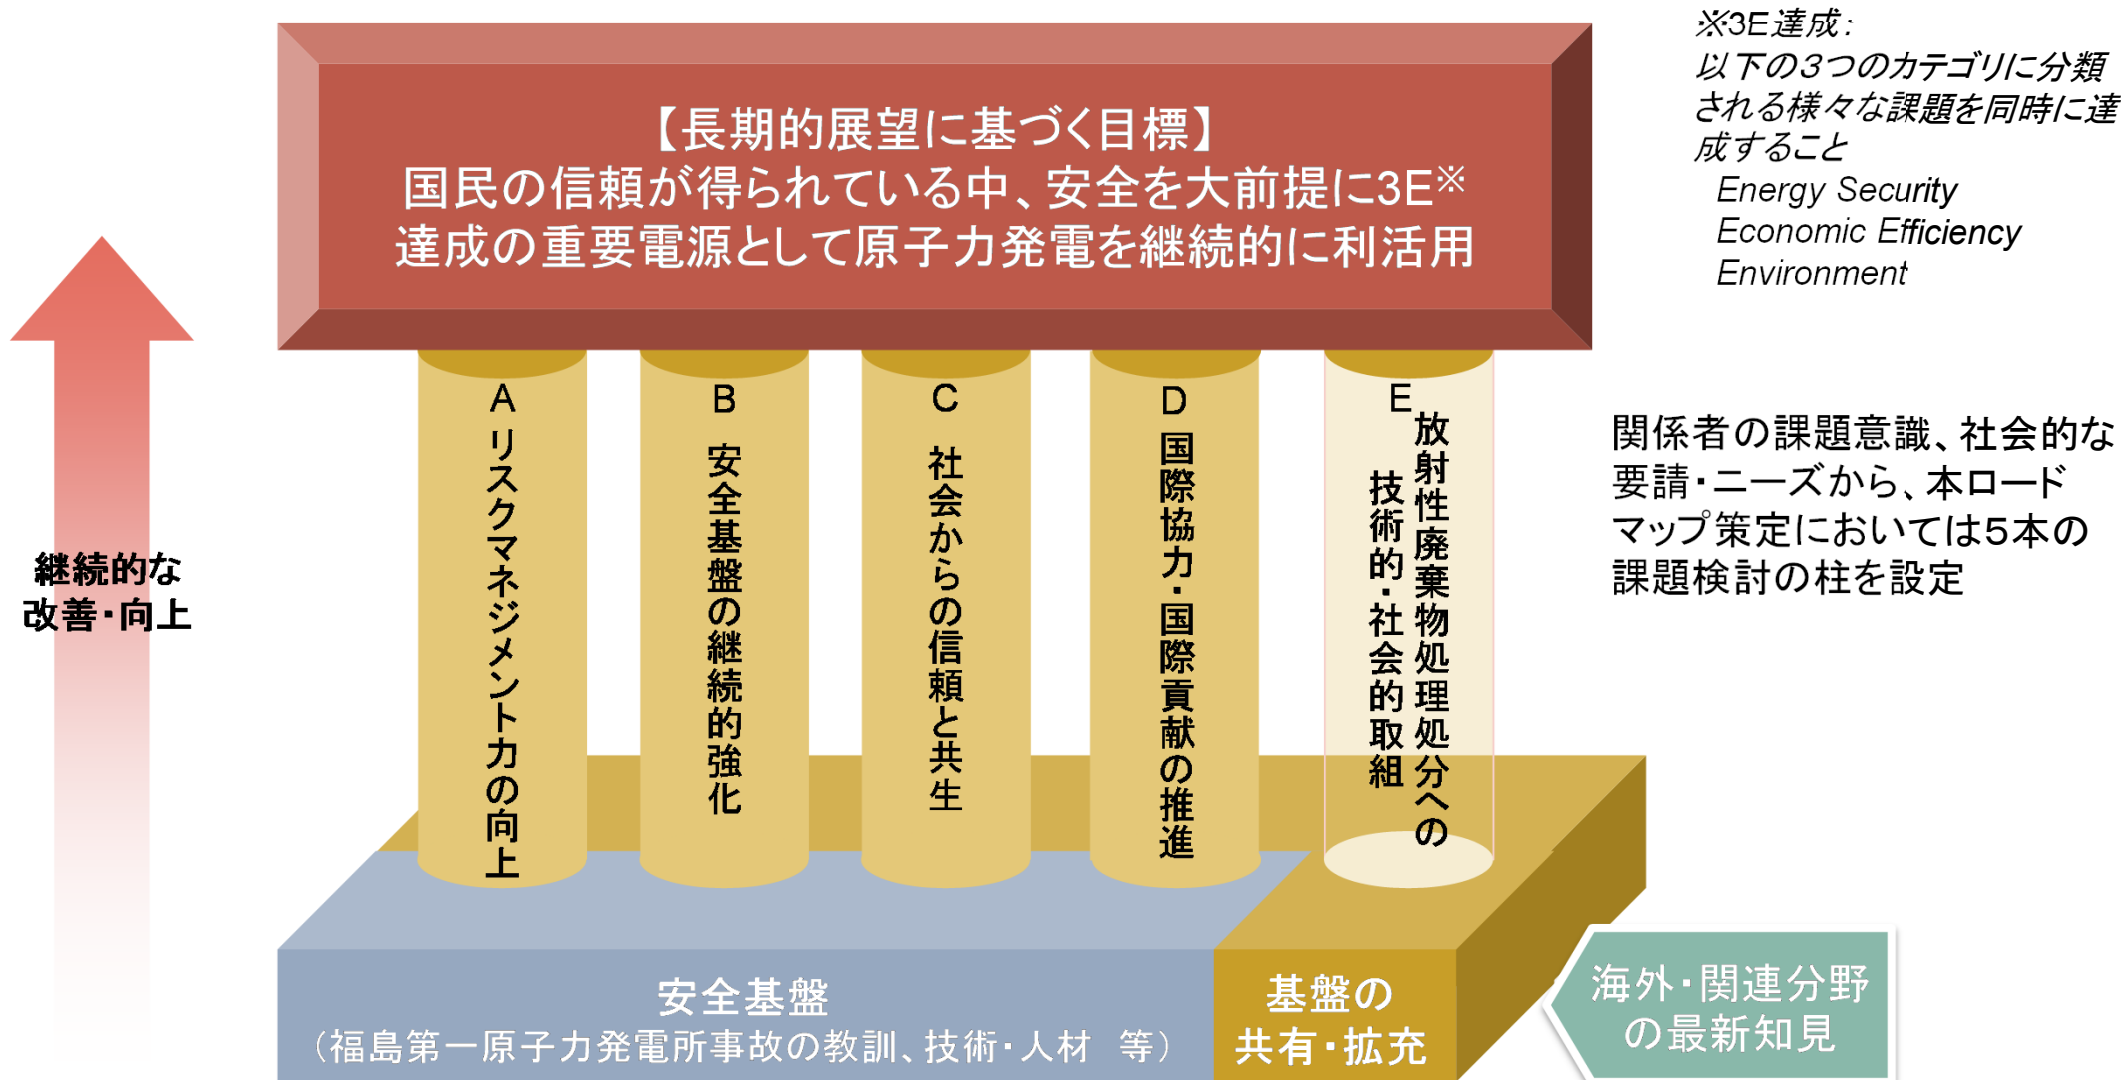 【長期的展望に基づく目標】
国民の信頼が得られている中、安全を大前提に3E※
達成の重要電源として原子力発電を継続的に利活用
※3E達成：
以下の３つのカテゴリに分類
される様々な課題を同時に達
成すること
Energy Security
Economic Efficiency
Environment
継続的な
改善・向上
A リスクマネジメント力の向上
B 安全基盤の継続的強化
C 社会からの信頼と共生
D 国際協力・国際貢献の推進
E 放射性廃棄物処理処分への
技術的・社会的取組
関係者の課題意識、社会的な
要請・ニーズから、本ロード
マップ策定においては５本の
課題検討の柱を設定
安全基盤
（福島第一原子力発電所事故の教訓、技術・人材　等）
基盤の
共有・拡充
海外・関連分野
の最新知見